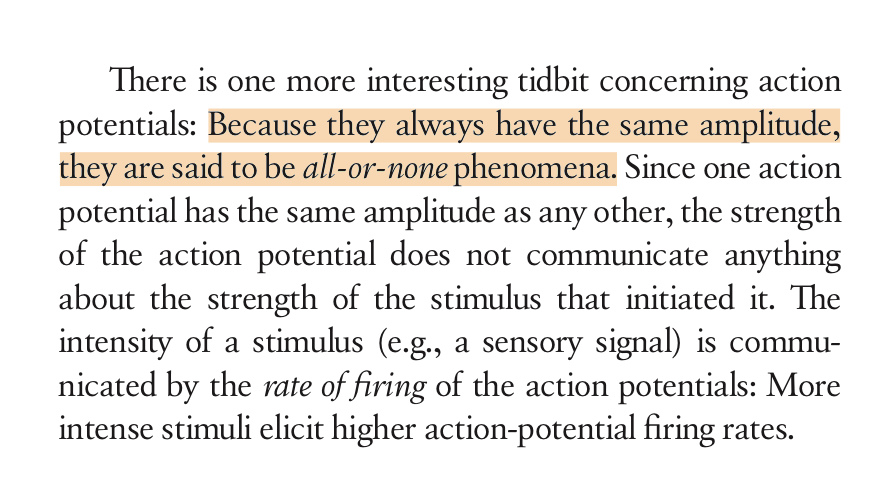 There is one more interesting tidbit concerning action
potentials: Because they always have the same amplitude,
they are said to be all-or-none phenomena. Since one action
potential has the same amplitude as any other, the strength
of the action potential does not communicate anything
about the strength of the stimulus that initiated it. The
intensity of a stimulus (e.g., a sensory signal) is commu-
nicated by the rate of firing of the action potentials: More
intense stimuli elicit higher action-potential firing rates.